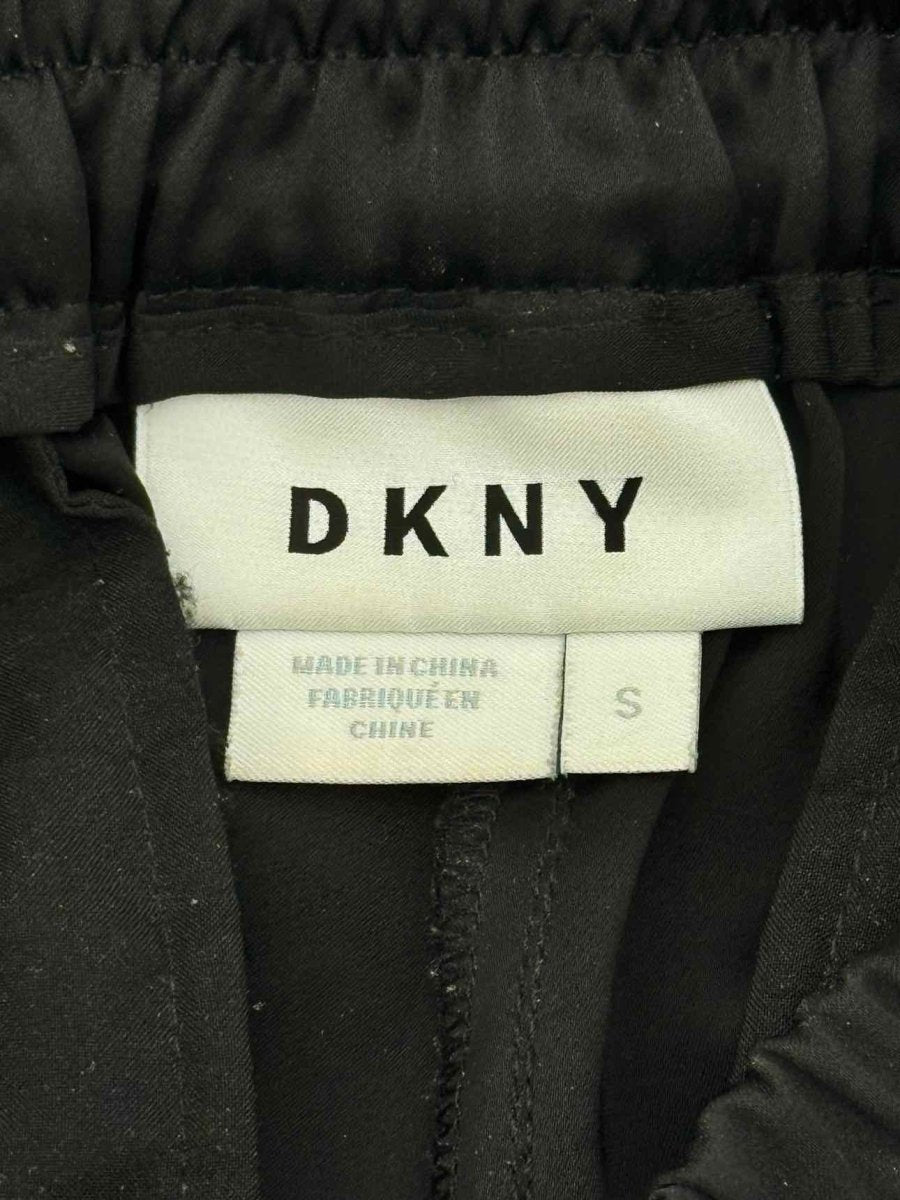 DKNY
MADE IN CHINA
FABRIQUÉ EN
CHINE
S